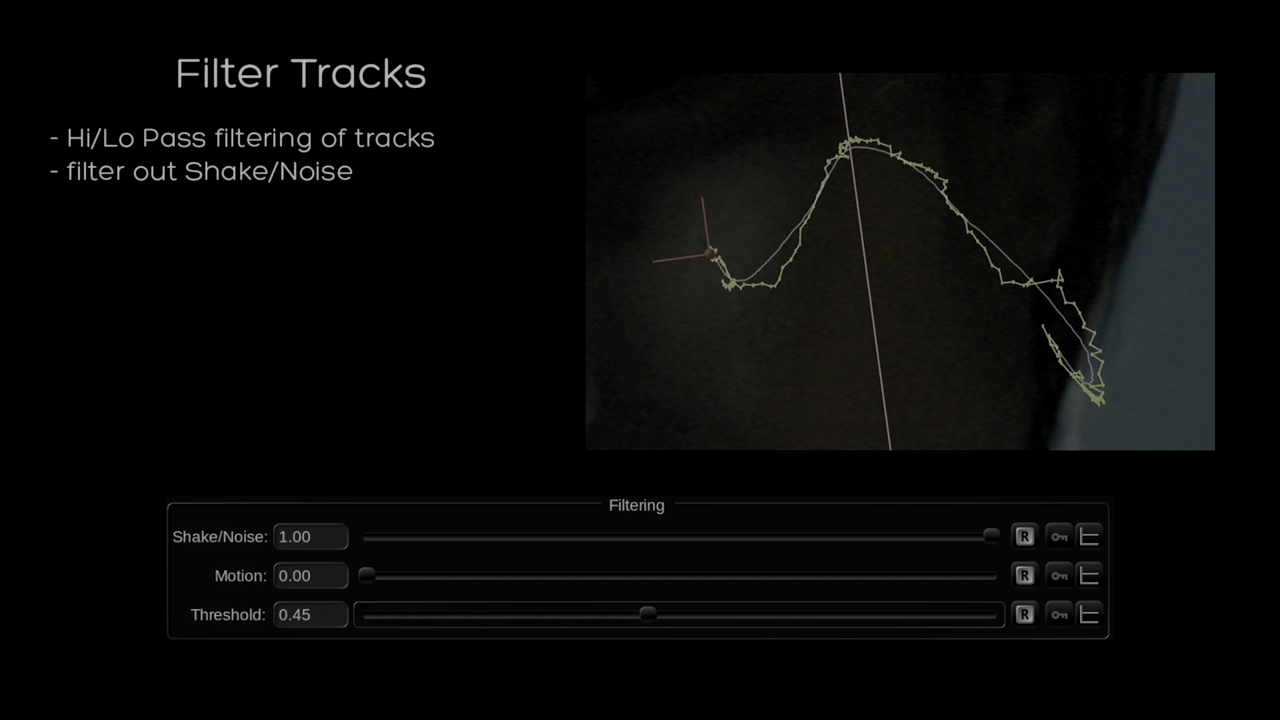 Filter Tracks
- Hi/Lo Pass filtering of tracks
- filter out Shake/Noise
Filtering
Shake/Noise: 1.00 R
Motion: 0.00 R
Threshold: 0.45 R